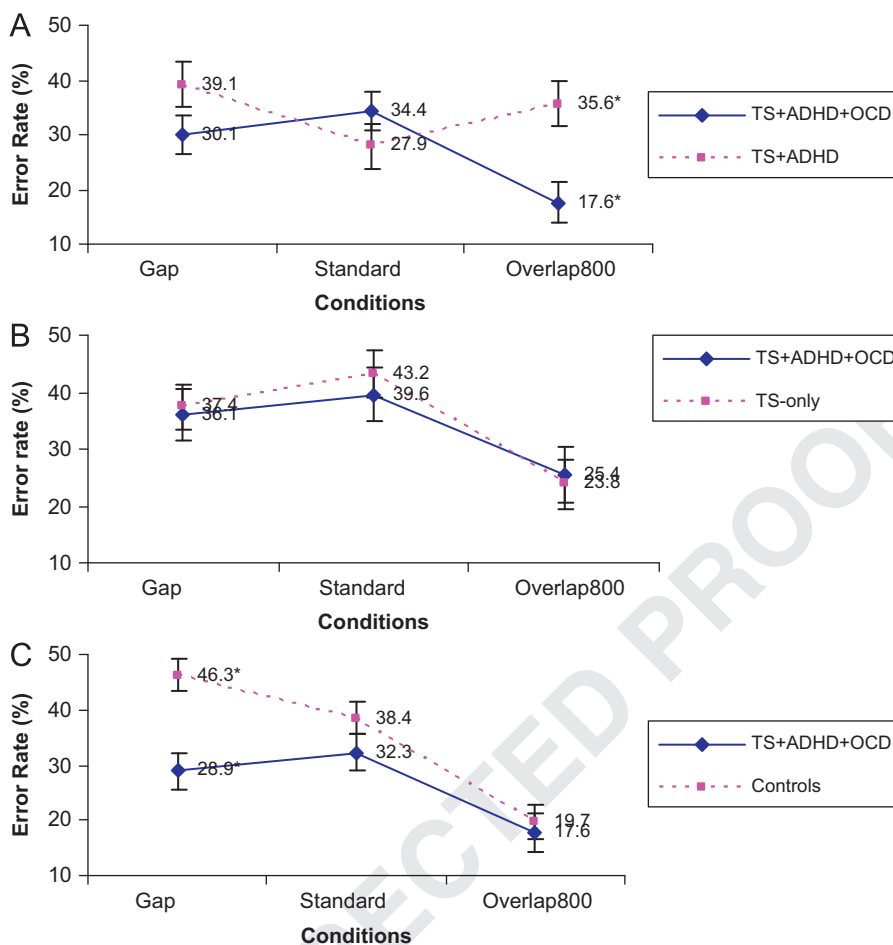 A
50
40
30
20
10
Error Rate (%)
39.1
30.1
34.4
27.9
35.6*
17.6*
Gap Standard Overlap800
Conditions
TS+ADHD+OCD
TS+ADHD
B
50
40
30
20
10
Error rate (%)
37.4
36.1
43.2
39.6
25.4
23.8
Gap Standard Overlap800
Conditions
TS+ADHD+OCD
TS-only
C
50
40
30
20
10
Error Rate (%)
46.3*
28.9*
38.4
32.3
19.7
17.6
Gap Standard Overlap800
Conditions
TS+ADHD+OCD
Controls
ECTED PROOF